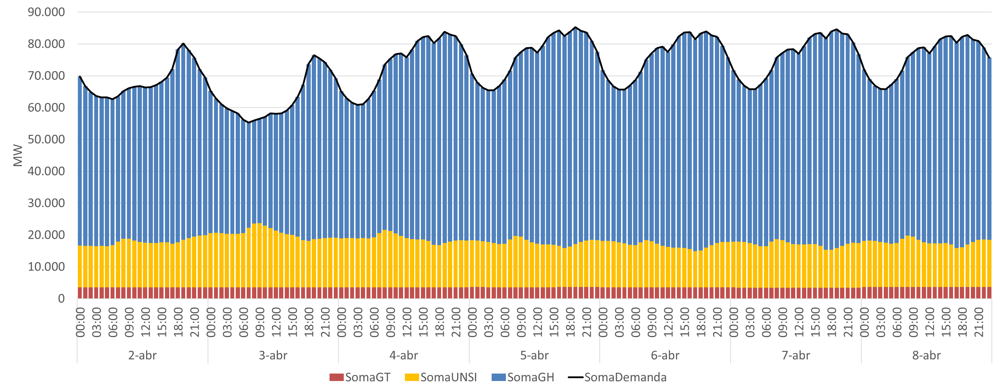 90.000
80.000
70.000
60.000
50.000
40.000
30.000
20.000
10.000
0
MW
00:00 03:00 06:00 09:00 12:00 15:00 18:00 21:00 00:00 03:00 06:00 09:00 12:00 15:00 18:00 21:00 00:00 03:00 06:00 09:00 12:00 15:00 18:00 21:00 00:00 03:00 06:00 09:00 12:00 15:00 18:00 21:00 00:00 03:00 06:00 09:00 12:00 15:00 18:00 21:00 00:00 03:00 06:00 09:00 12:00 15:00 18:00 21:00 00:00 03:00 06:00 09:00 12:00 15:00 18:00 21:00
2-abr 3-abr 4-abr 5-abr 6-abr 7-abr 8-abr
SomaGT SomaUNSI SomaGH SomaDemanda